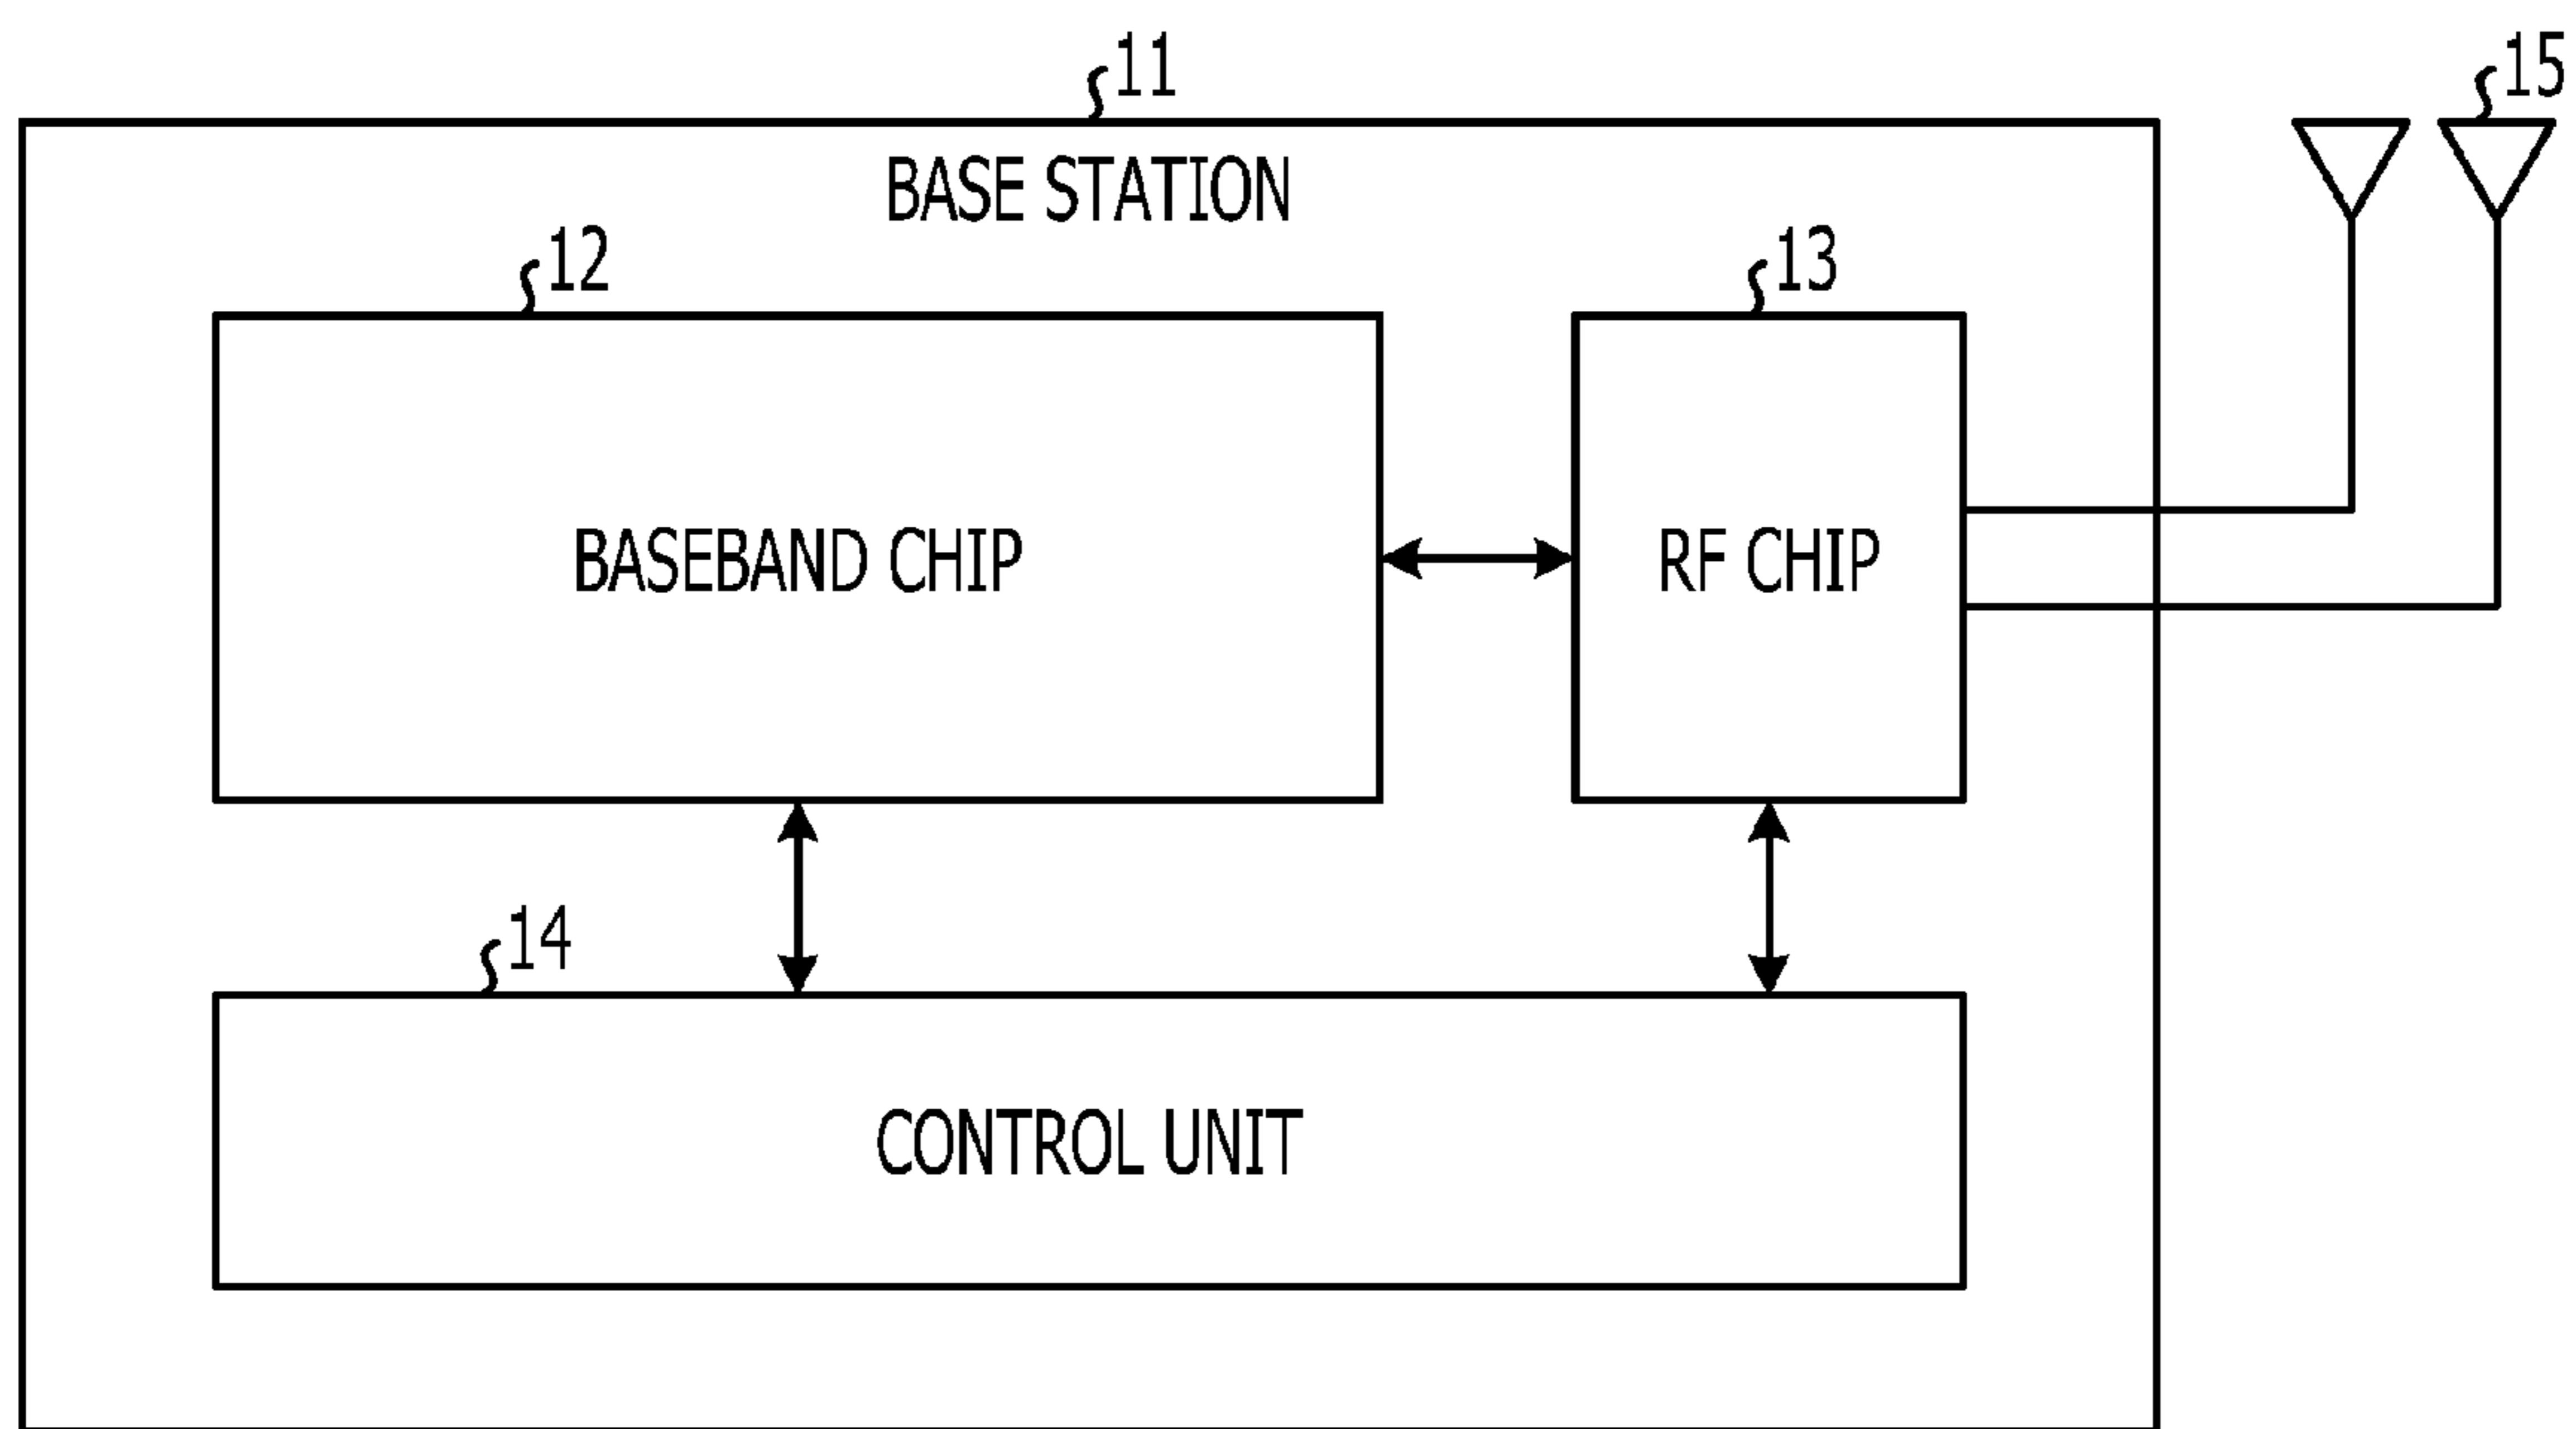 11
15
BASE STATION
12
13
BASEBAND CHIP
RF CHIP
14
CONTROL UNIT